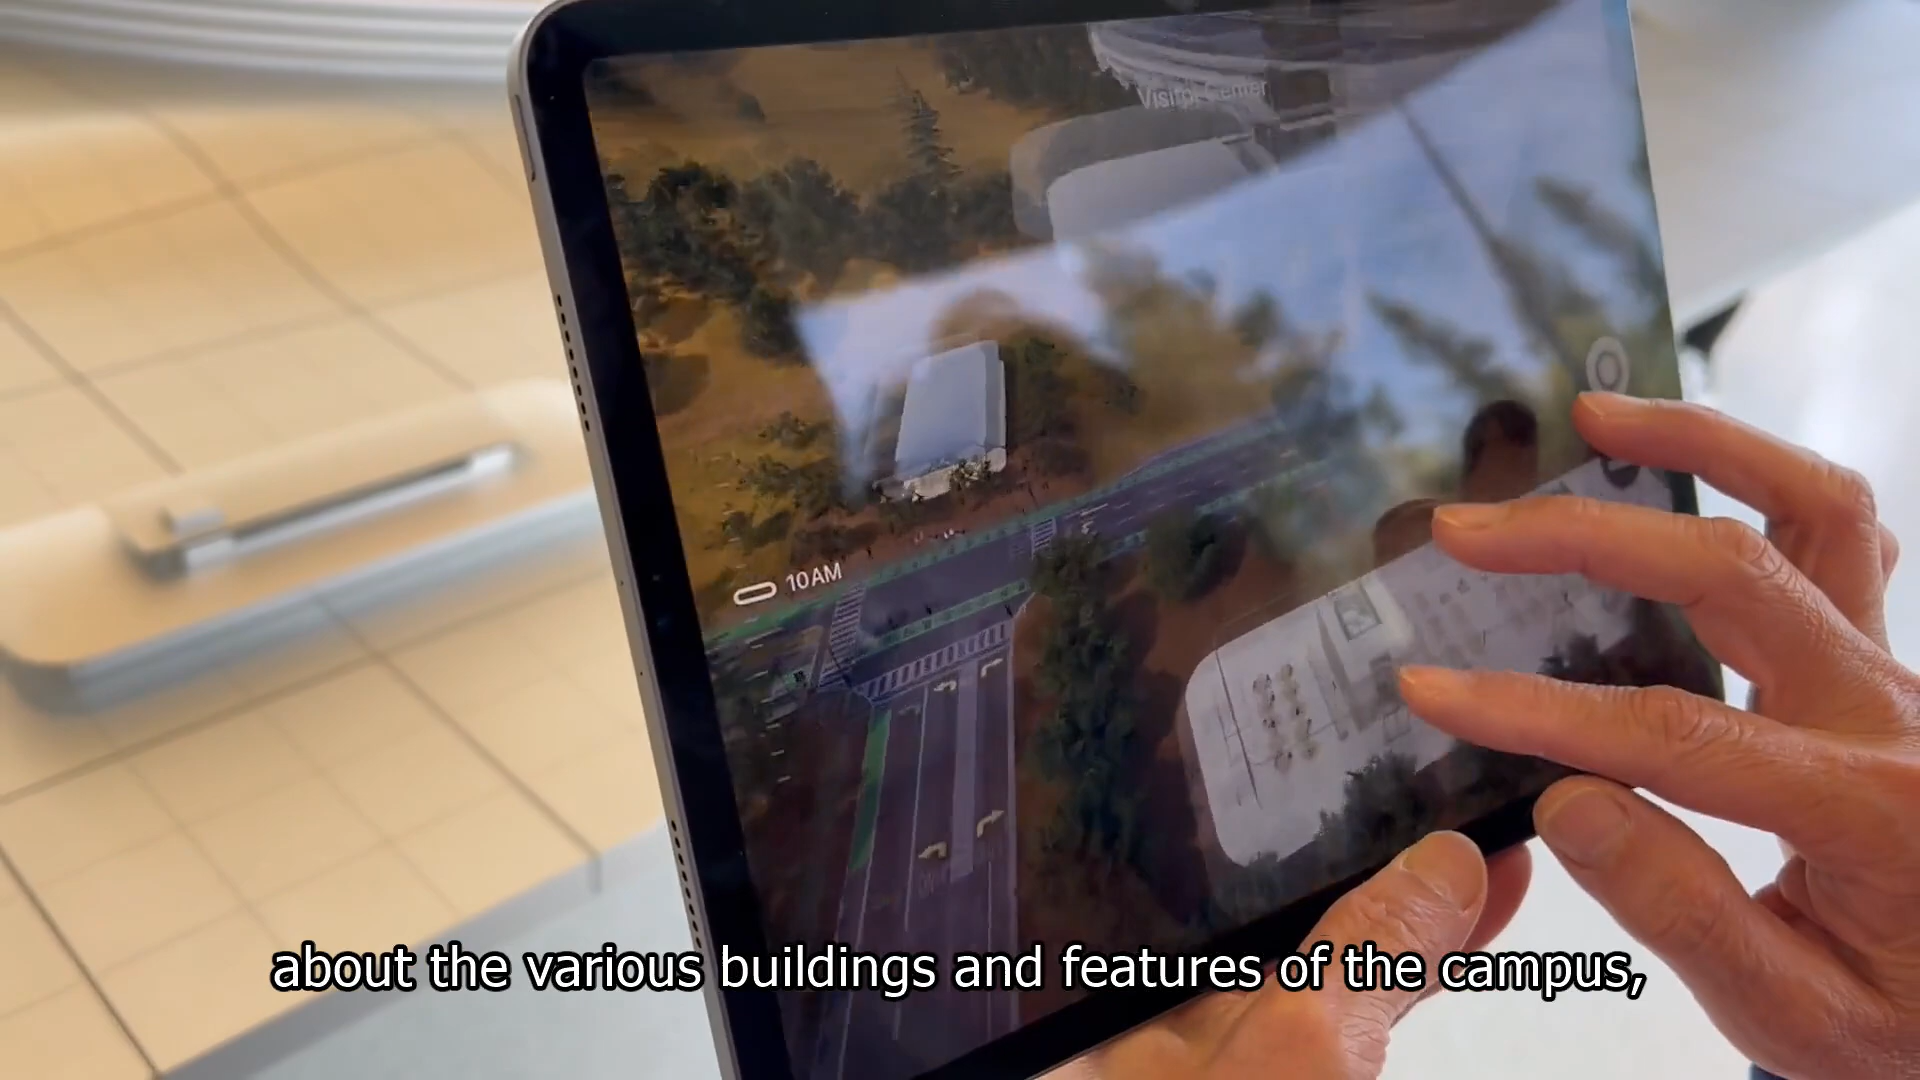 Visitor Center
10AM
about the various buildings and features of the campus,